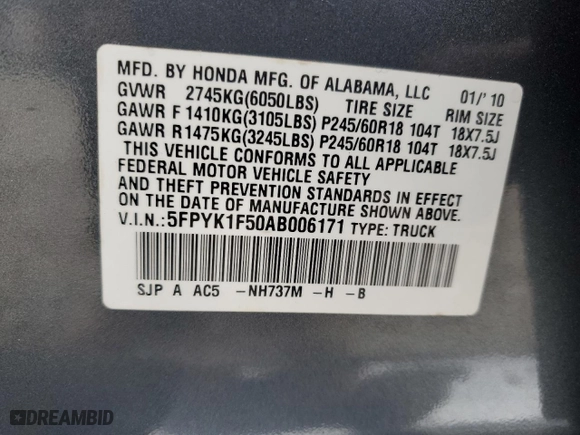 MFD. BY HONDA MFG. OF ALABAMA, LLC 01/'10
GVWR 2745KG(6050LBS) TIRE SIZE RIM SIZE
GAWR F 1410KG(3105LBS) P245/60R18 104T 18X7.5J
GAWR R 1475KG(3245LBS) P245/60R18 104T 18X7.5J
THIS VEHICLE CONFORMS TO ALL APPLICABLE
FEDERAL MOTOR VEHICLE SAFETY
AND THEFT PREVENTION STANDARDS IN EFFECT
ON THE DATE OF MANUFACTURE SHOWN ABOVE.
V.I.N.:5FPYK1F50AB006171 TYPE: TRUCK
SJP A AC5 -NH737M -H -B
DREAMBID